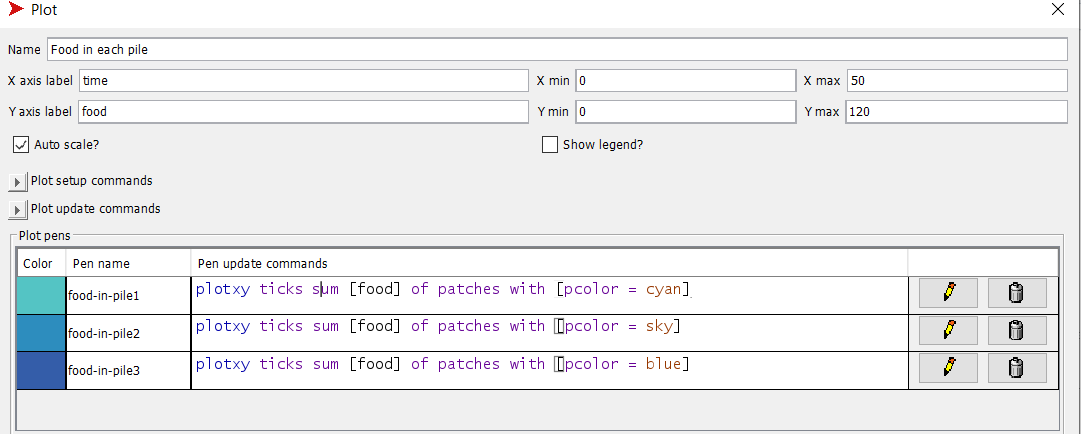 Plot
Name Food in each pile
X axis label time X min 0 X max 50
Y axis label food Y min 0 Y max 120
Auto scale? Show legend?
Plot setup commands
Plot update commands
Plot pens
Color Pen name Pen update commands
food-in-pile1 plotxy ticks sum [food] of patches with [pcolor = cyan]
food-in-pile2 plotxy ticks sum [food] of patches with [pcolor = sky]
food-in-pile3 plotxy ticks sum [food] of patches with [pcolor = blue]